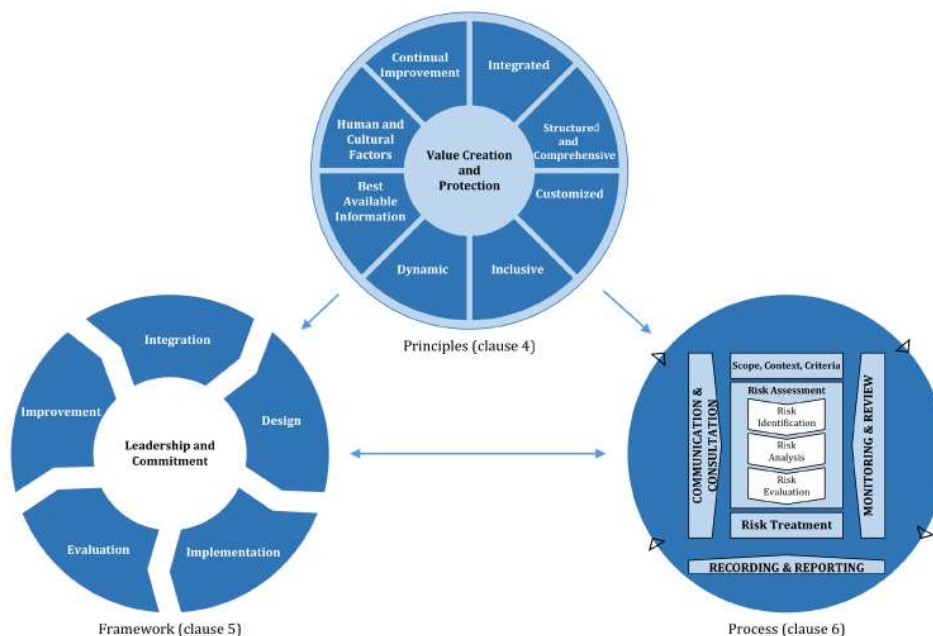 Continual
Improvement
Integrated
Human and
Cultural
Factors
Structured
and
Comprehensive
Value Creation
and
Protection
Best
Available
Information
Customized
Dynamic
Inclusive
Principles (clause 4)
Integration
Improvement
Design
Leadership and
Commitment
Evaluation
Implementation
Framework (clause 5)
COMMUNICATION &
CONSULTATION
Scope, Context, Criteria
Risk Assessment
Risk
Identification
Risk
Analysis
Risk
Evaluation
Risk Treatment
MONITORING & REVIEW
RECORDING & REPORTING
Process (clause 6)